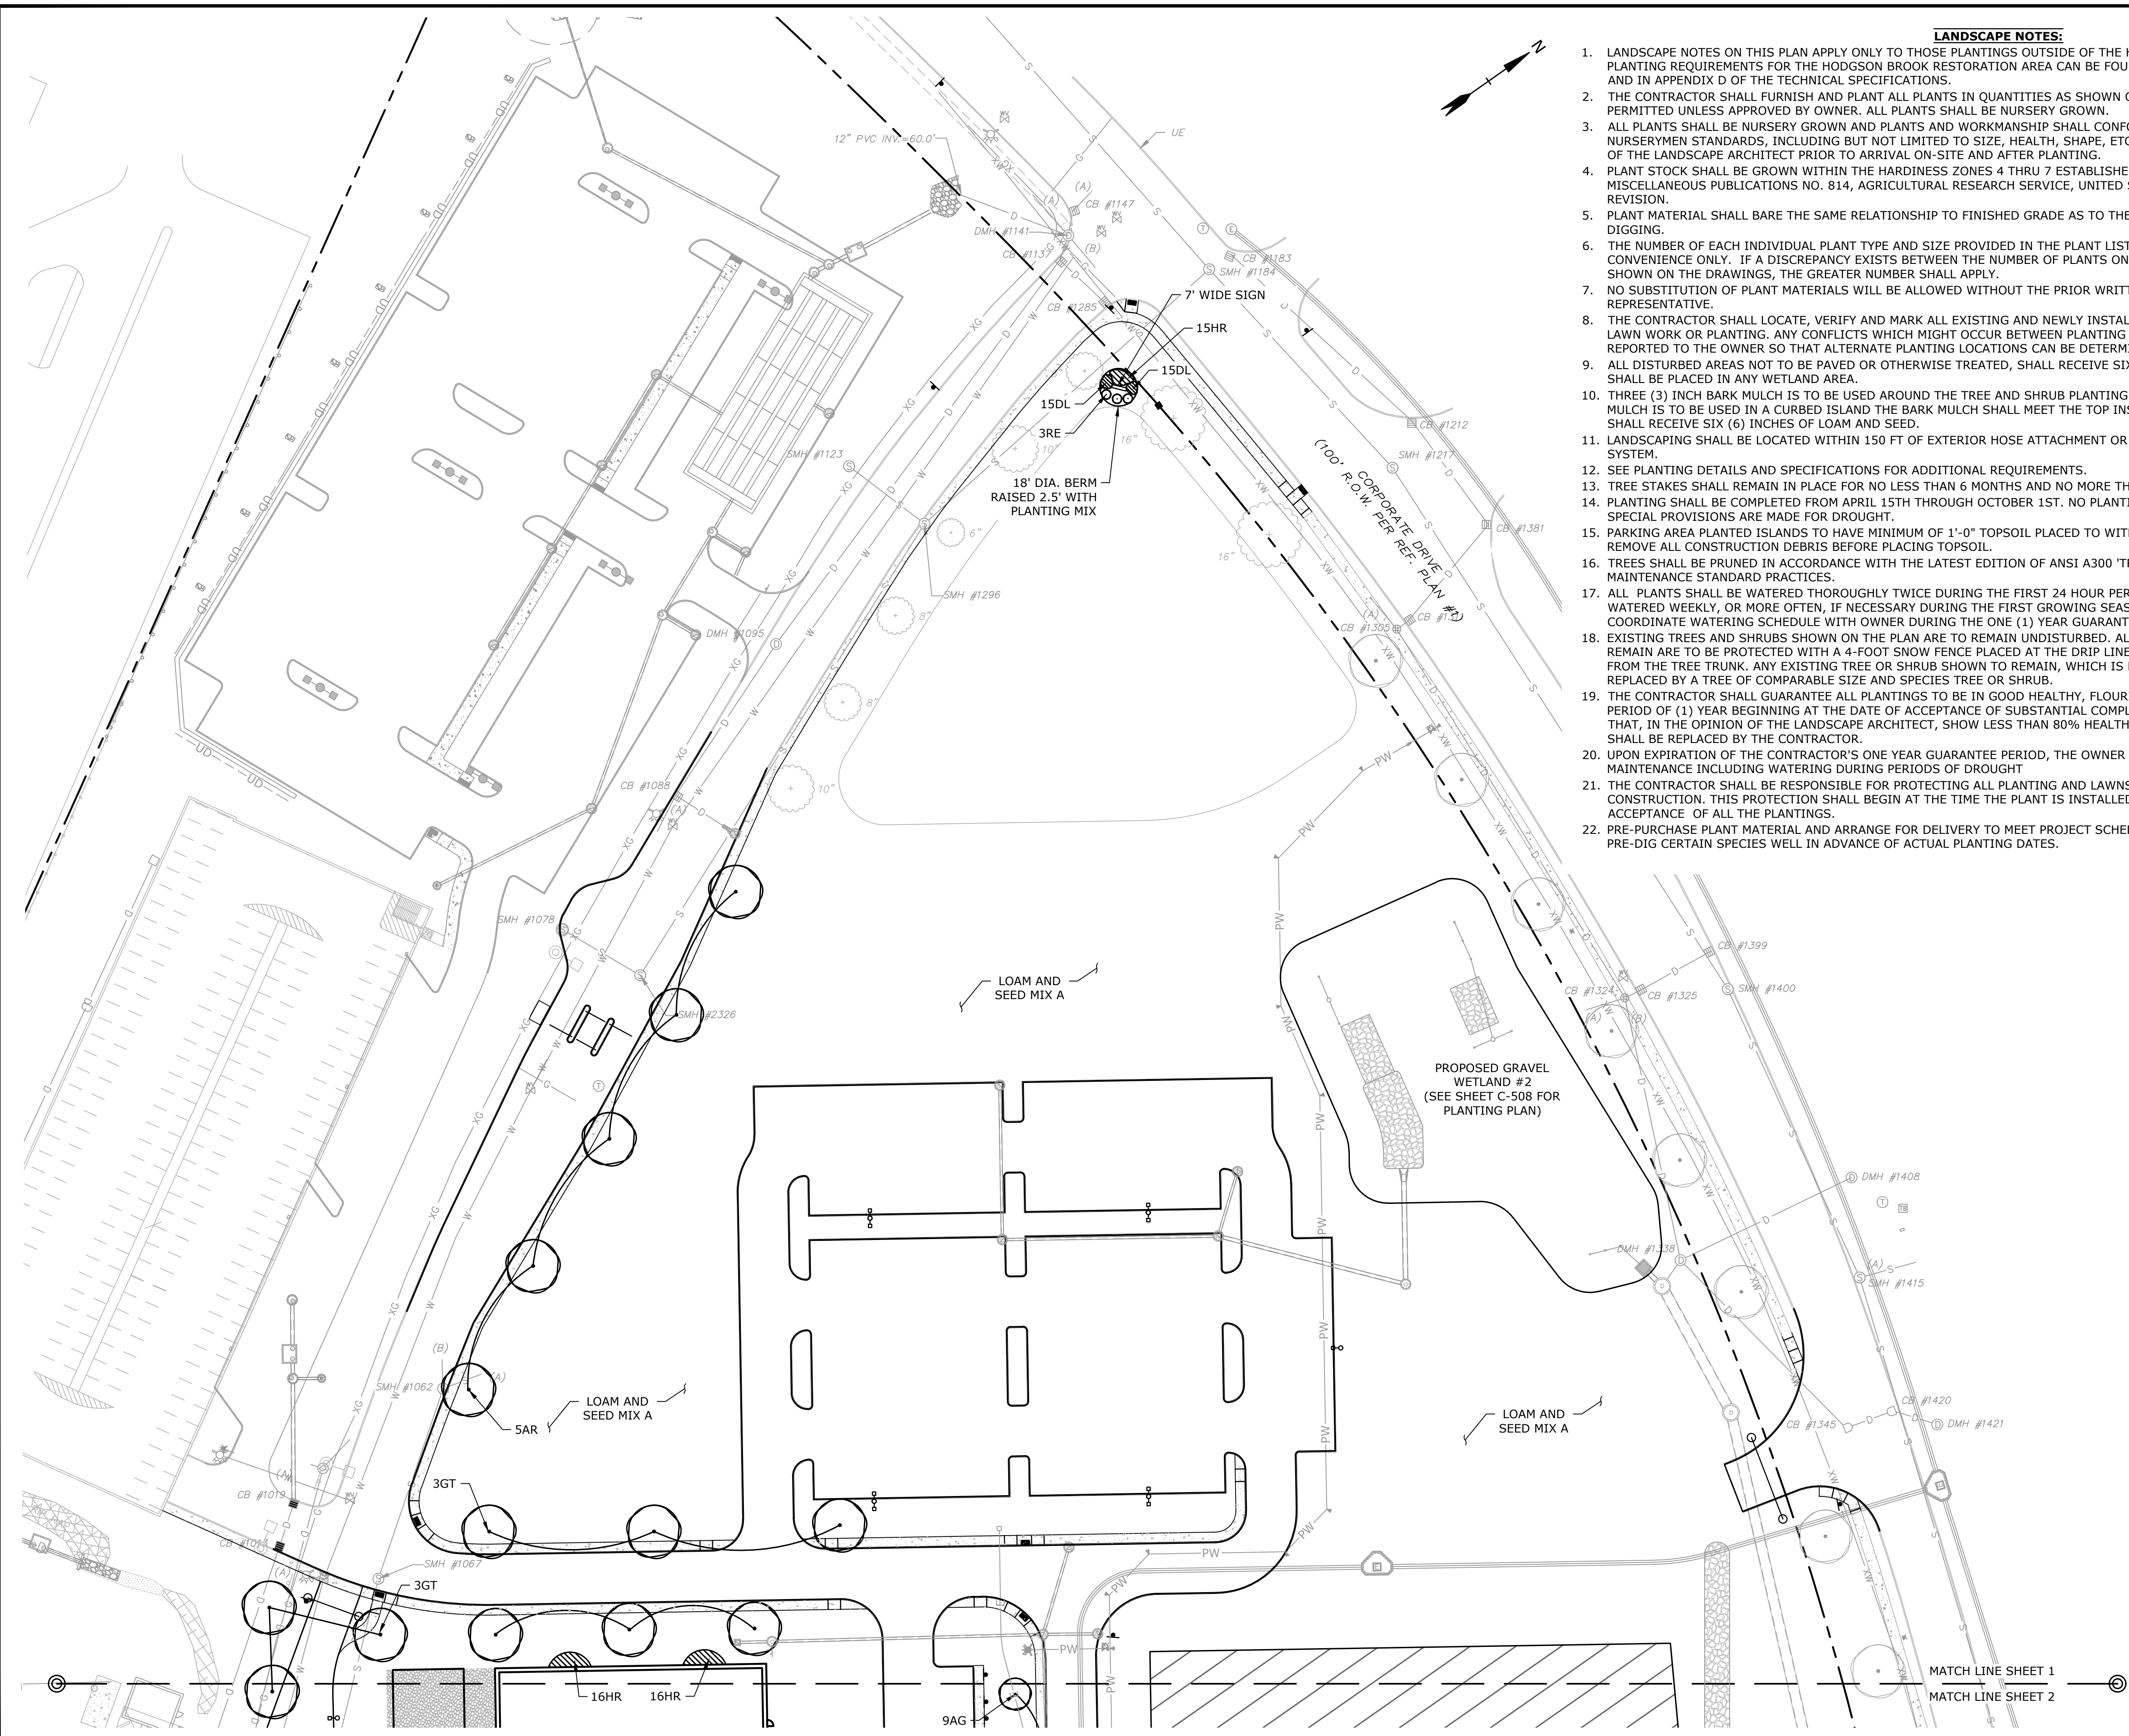 LANDSCAPE NOTES:
1. LANDSCAPE NOTES ON THIS PLAN APPLY ONLY TO THOSE PLANTINGS OUTSIDE OF THE
PLANTING REQUIREMENTS FOR THE HODGSON BROOK RESTORATION AREA CAN BE
AND IN APPENDIX D OF THE TECHNICAL SPECIFICATIONS.
2. THE CONTRACTOR SHALL FURNISH AND PLANT ALL PLANTS IN QUANTITIES AS SHOWN
PERMITTED UNLESS APPROVED BY OWNER. ALL PLANTS SHALL BE NURSERY GROWN.
3. ALL PLANTS SHALL BE NURSERY GROWN AND PLANTS AND WORKMANSHIP SHALL
NURSERYMEN STANDARDS, INCLUDING BUT NOT LIMITED TO SIZE, HEALTH, SHAPE, ETC
OF THE LANDSCAPE ARCHITECT PRIOR TO ARRIVAL ON-SITE AND AFTER PLANTING.
4. PLANT STOCK SHALL BE GROWN WITHIN THE HARDINESS ZONES 4 THRU 7 ESTABLISHE
MISCELLANEOUS PUBLICATIONS NO. 814, AGRICULTURAL RESEARCH SERVICE, UNITED
REVISION.
5. PLANT MATERIAL SHALL BARE THE SAME RELATIONSHIP TO FINISHED GRADE AS TO THE
DIGGING.
6. THE NUMBER OF EACH INDIVIDUAL PLANT TYPE AND SIZE PROVIDED IN THE PLANT LIST
CONVENIENCE ONLY. IF A DISCREPANCY EXISTS BETWEEN THE NUMBER OF PLANTS ON
SHOWN ON THE DRAWINGS, THE GREATER NUMBER SHALL APPLY.
7. NO SUBSTITUTION OF PLANT MATERIALS WILL BE ALLOWED WITHOUT THE PRIOR WRITT
REPRESENTATIVE.
8. THE CONTRACTOR SHALL LOCATE, VERIFY AND MARK ALL EXISTING AND NEWLY INSTAL
LAWN WORK OR PLANTING. ANY CONFLICTS WHICH MIGHT OCCUR BETWEEN PLANTING
REPORTED TO THE OWNER SO THAT ALTERNATE PLANTING LOCATIONS CAN BE DETERMI
9. ALL DISTURBED AREAS NOT TO BE PAVED OR OTHERWISE TREATED, SHALL RECEIVE SIX
SHALL BE PLACED IN ANY WETLAND AREA.
10. THREE (3) INCH BARK MULCH IS TO BE USED AROUND THE TREE AND SHRUB PLANTING
MULCH IS TO BE USED IN A CURBED ISLAND THE BARK MULCH SHALL MEET THE TOP INS
SHALL RECEIVE SIX (6) INCHES OF LOAM AND SEED.
11. LANDSCAPING SHALL BE LOCATED WITHIN 150 FT OF EXTERIOR HOSE ATTACHMENT OR
SYSTEM.
12. SEE PLANTING DETAILS AND SPECIFICATIONS FOR ADDITIONAL REQUIREMENTS.
13. TREE STAKES SHALL REMAIN IN PLACE FOR NO LESS THAN 6 MONTHS AND NO MORE TH
14. PLANTING SHALL BE COMPLETED FROM APRIL 15TH THROUGH OCTOBER 1ST. NO PLANTI
SPECIAL PROVISIONS ARE MADE FOR DROUGHT.
15. PARKING AREA PLANTED ISLANDS TO HAVE MINIMUM OF 1'-0" TOPSOIL PLACED TO WIT
REMOVE ALL CONSTRUCTION DEBRIS BEFORE PLACING TOPSOIL.
16. TREES SHALL BE PRUNED IN ACCORDANCE WITH THE LATEST EDITION OF ANSI A300
MAINTENANCE STANDARD PRACTICES.
17. ALL PLANTS SHALL BE WATERED THOROUGHLY TWICE DURING THE FIRST 24 HOUR PER
WATERED WEEKLY, OR MORE OFTEN, IF NECESSARY DURING THE FIRST GROWING SEAS
COORDINATE WATERING SCHEDULE WITH OWNER DURING THE ONE (1) YEAR GUARANT
18. EXISTING TREES AND SHRUBS SHOWN ON THE PLAN ARE TO REMAIN UNDISTURBED. AL
REMAIN ARE TO BE PROTECTED WITH A 4-FOOT SNOW FENCE PLACED AT THE DRIP LINE
FROM THE TREE TRUNK. ANY EXISTING TREE OR SHRUB SHOWN TO REMAIN, WHICH IS
REPLACED BY A TREE OF COMPARABLE SIZE AND SPECIES TREE OR SHRUB.
19. THE CONTRACTOR SHALL GUARANTEE ALL PLANTINGS TO BE IN GOOD HEALTHY, FLOUR
PERIOD OF (1) YEAR BEGINNING AT THE DATE OF ACCEPTANCE OF SUBSTANTIAL COMPL
THAT, IN THE OPINION OF THE LANDSCAPE ARCHITECT, SHOW LESS THAN 80% HEALTH
SHALL BE REPLACED BY THE CONTRACTOR.
20. UPON EXPIRATION OF THE CONTRACTOR'S ONE YEAR GUARANTEE PERIOD, THE OWNER
MAINTENANCE INCLUDING WATERING DURING PERIODS OF DROUGHT
21. THE CONTRACTOR SHALL BE RESPONSIBLE FOR PROTECTING ALL PLANTING AND LAWNS
CONSTRUCTION. THIS PROTECTION SHALL BEGIN AT THE TIME THE PLANT IS INSTALLED
ACCEPTANCE OF ALL THE PLANTINGS.
22. PRE-PURCHASE PLANT MATERIAL AND ARRANGE FOR DELIVERY TO MEET PROJECT SCHE
PRE-DIG CERTAIN SPECIES WELL IN ADVANCE OF ACTUAL PLANTING DATES.
N
UE
12" PVC INV.=60.0'
(A)
CB #1147
DMH #1141
(A)
(B)
CB #1137
CB #1183
SMH #1184
CB #1285
7' WIDE SIGN
15HR
15DL
15DL
3RE
16"
10"
18' DIA. BERM
RAISED 2.5' WITH
PLANTING MIX
CORPORATE DRIVE
(100' R.O.W. PER REF. PLAN #1)
CB #1212
SMH #1217
SMH #1123
CB #1381
6"
16"
SMH #1296
8"
(A)
CB #1305
DMH #1095
8"
CB #1088
(A)
10"
SMH #1078
SMH #2326
LOAM AND
SEED MIX A
CB #1399
CB #1324
CB #1325
SMH #1400
(A)
(B)
PROPOSED GRAVEL
WETLAND #2
(SEE SHEET C-508 FOR
PLANTING PLAN)
DMH #1408
DMH #1338
(A)
SMH #1415
(B)
SMH #1062
(A)
5AR
LOAM AND
SEED MIX A
LOAM AND
SEED MIX A
CB #1420
CB #1345
DMH #1421
3GT
CB #1019
SMH #1067
(A)
3GT
16HR
16HR
9AG
MATCH LINE SHEET 1
MATCH LINE SHEET 2